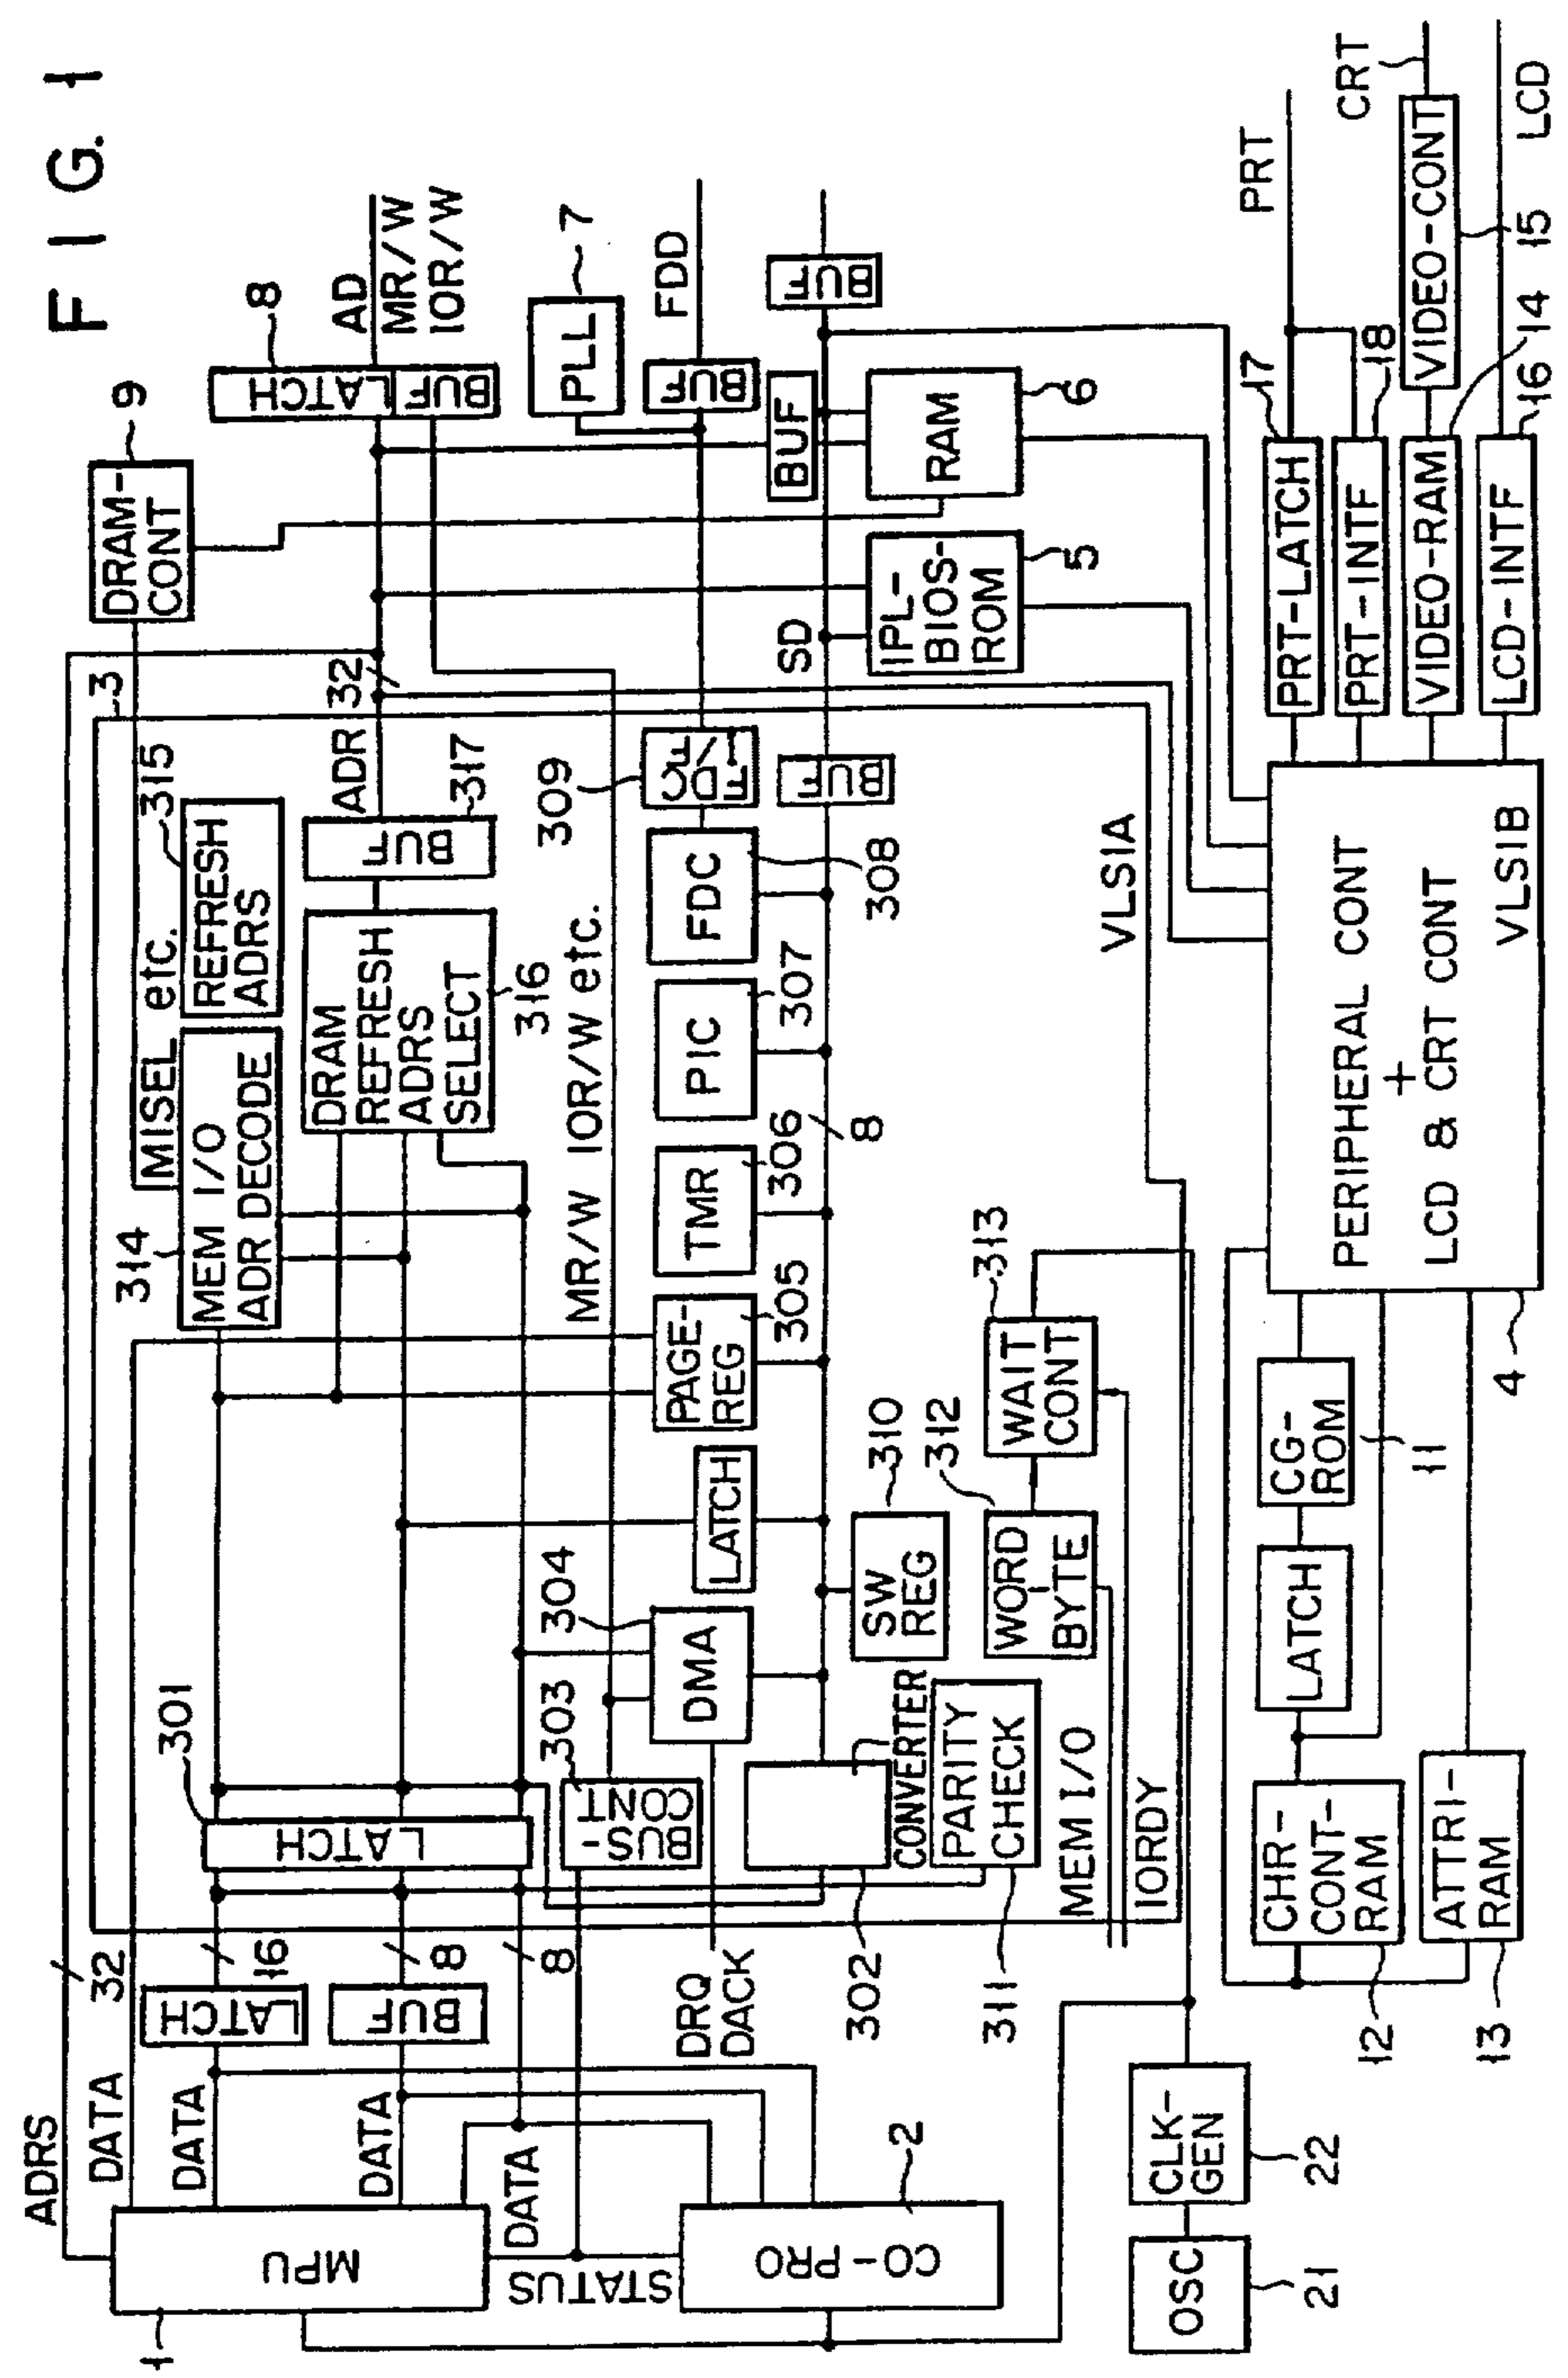 FIG. 1
9
DRAM-
CONT
8
LATCH
BUF
AD
MR/W
IOR/W
PLL
7
BUF
FDD
BUF
BUF
RAM
6
IPL-
BIOS-
ROM
5
SD
3
MISEL etc.
315
REFRESH
ADRS
314
MEM I/O
ADR DECODE
DRAM
REFRESH
ADRS
SELECT
316
BUF
317
ADR
32
MR/W IOR/W etc.
309
FDC
I/F
BUF
FDC
308
PIC
307
TMR
306
8
PAGE-
REG
305
LATCH
304
DMA
301
LATCH
303
BUS-
CONT
CONVERTER
302
SW
REG
310
PARITY
CHECK
311
WORD
BYTE
312
WAIT
CONT
313
MEM I/O
IORDY
VLSIA
DRQ
DACK
ADRS
32
DATA
DATA
LATCH
16
DATA
BUF
8
DATA
8
MPU
1
STATUS
CO-PRO
2
OSC
21
CLK-
GEN
22
CHR-
CONT-
RAM
12
ATTRI-
RAM
13
LATCH
CG-
ROM
11
4
PERIPHERAL CONT
+
LCD & CRT CONT
VLSIB
PRT-LATCH
17
PRT-INTF
18
PRT
VIDEO-RAM
14
VIDEO-CONT
15
CRT
LCD-INTF
16
LCD